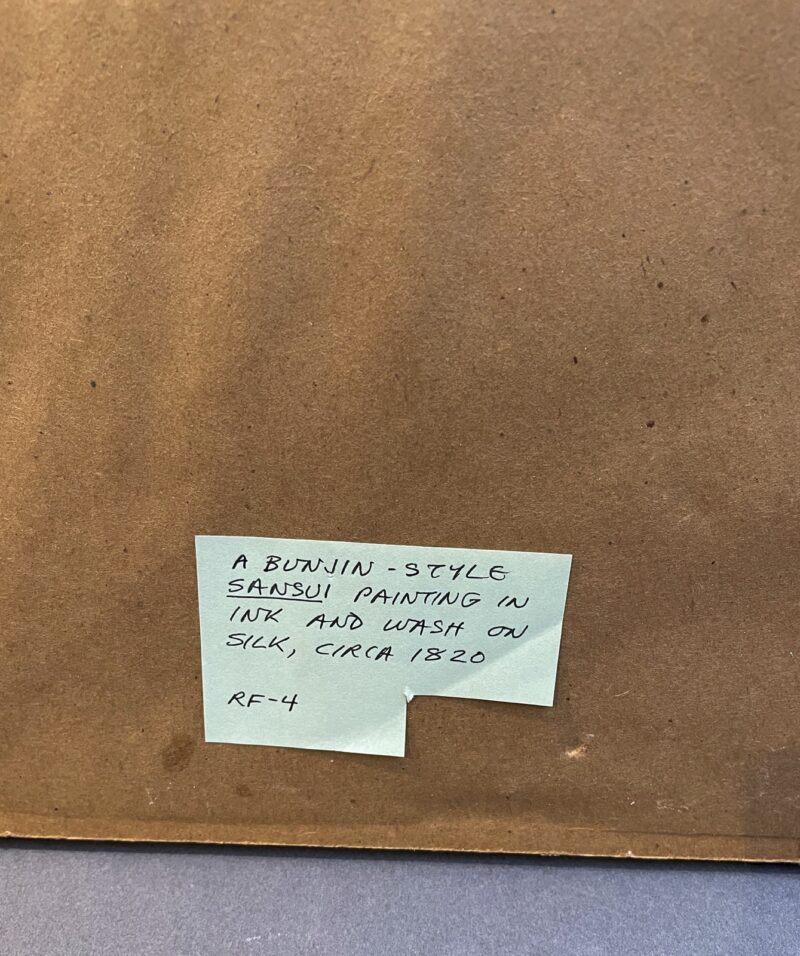 A BUNJIN-STYLE
SANSUI PAINTING IN
INK AND WASH ON
SILK, CIRCA 1820
RF-4